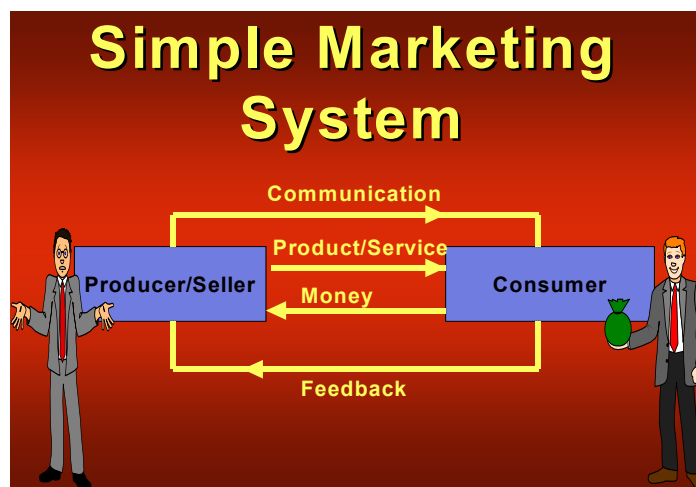 Simple Marketing
System
Communication
Product/Service
Producer/Seller
Consumer
Money
Feedback